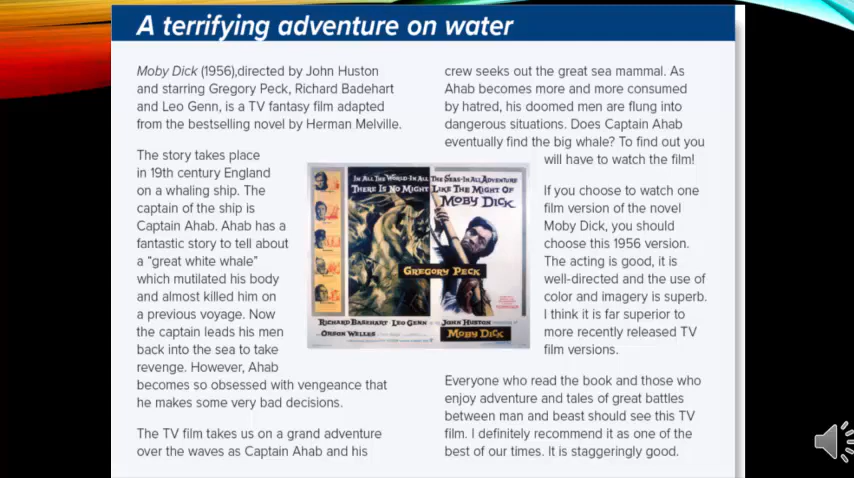 A terrifying adventure on water
Moby Dick (1956),directed by John Huston
and starring Gregory Peck, Richard Badehart
and Leo Genn, is a TV fantasy film adapted
from the bestselling novel by Herman Melville.
The story takes place
in 19th century England
on a whaling ship. The
captain of the ship is
Captain Ahab. Ahab has a
fantastic story to tell about
a “great white whale”
which mutilated his body
and almost killed him on
a previous voyage. Now
the captain leads his men
back into the sea to take
revenge. However, Ahab
becomes so obsessed with vengeance that
he makes some very bad decisions.
The TV film takes us on a grand adventure
over the waves as Captain Ahab and his
IN ALL THE WORLD-IN ALL THE SEAS-IN ALL ADVENTURE
THERE IS NO MIGHT LIKE THE MIGHT OF
MOBY DICK
GREGORY PECK
RICHARD BASEHART · LEO GENN
JOHN HUSTON
ORSON WELLES
MOBY DICK
crew seeks out the great sea mammal. As
Ahab becomes more and more consumed
by hatred, his doomed men are flung into
dangerous situations. Does Captain Ahab
eventually find the big whale? To find out you
will have to watch the film!
If you choose to watch one
film version of the novel
Moby Dick, you should
choose this 1956 version.
The acting is good, it is
well-directed and the use of
color and imagery is superb.
I think it is far superior to
more recently released TV
film versions.
Everyone who read the book and those who
enjoy adventure and tales of great battles
between man and beast should see this TV
film. I definitely recommend it as one of the
best of our times. It is staggeringly good.